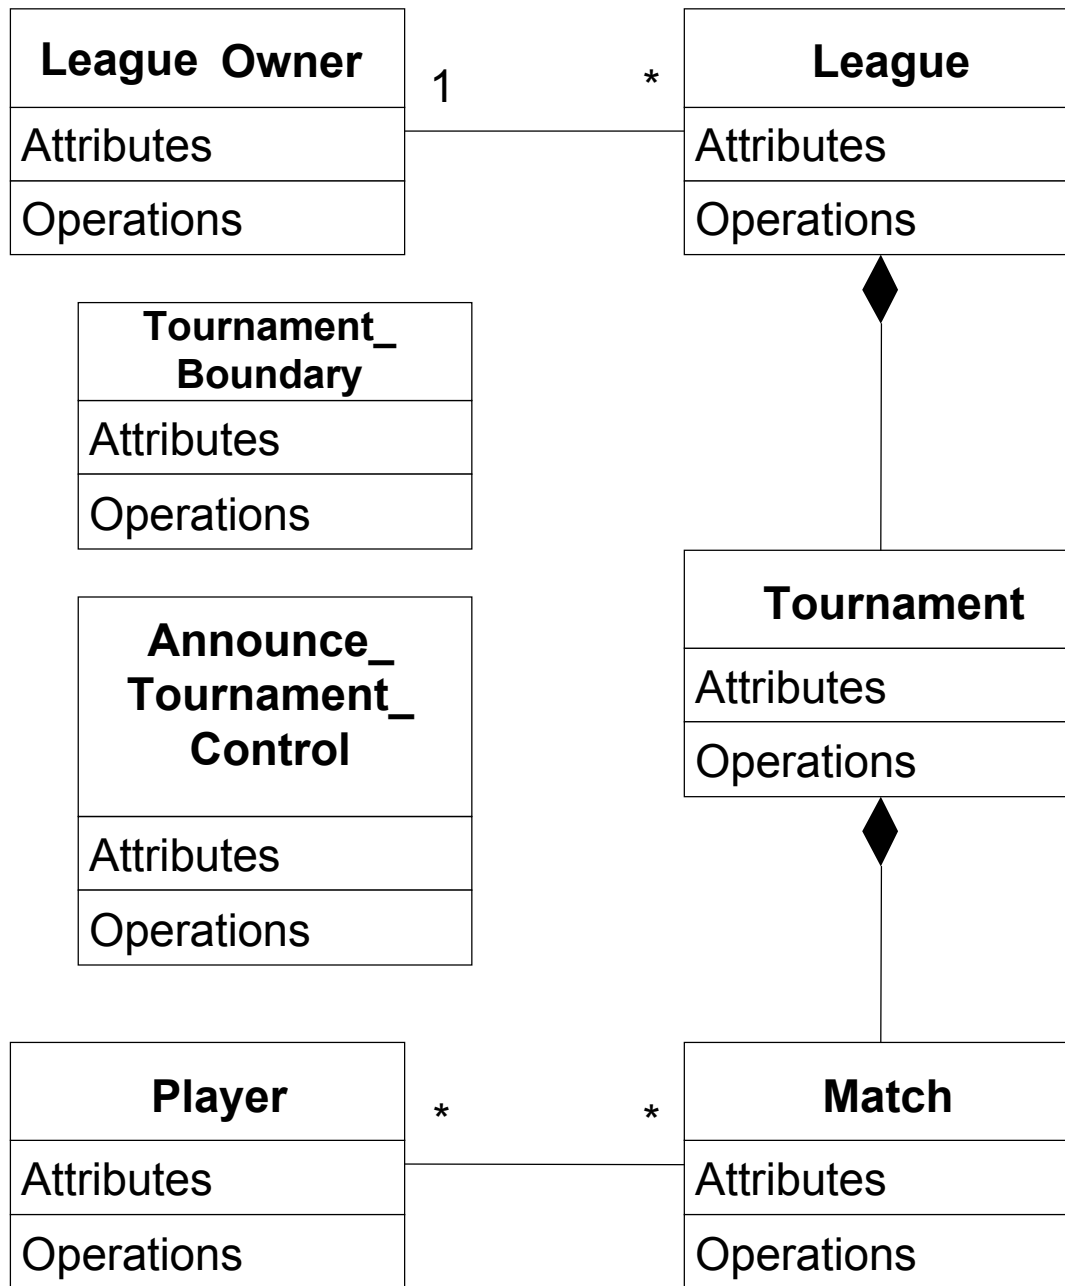 League Owner
Attributes
Operations
1
*
League
Attributes
Operations
Tournament_
Boundary
Attributes
Operations
Announce_
Tournament_
Control
Attributes
Operations
Tournament
Attributes
Operations
Player
Attributes
Operations
*
*
Match
Attributes
Operations